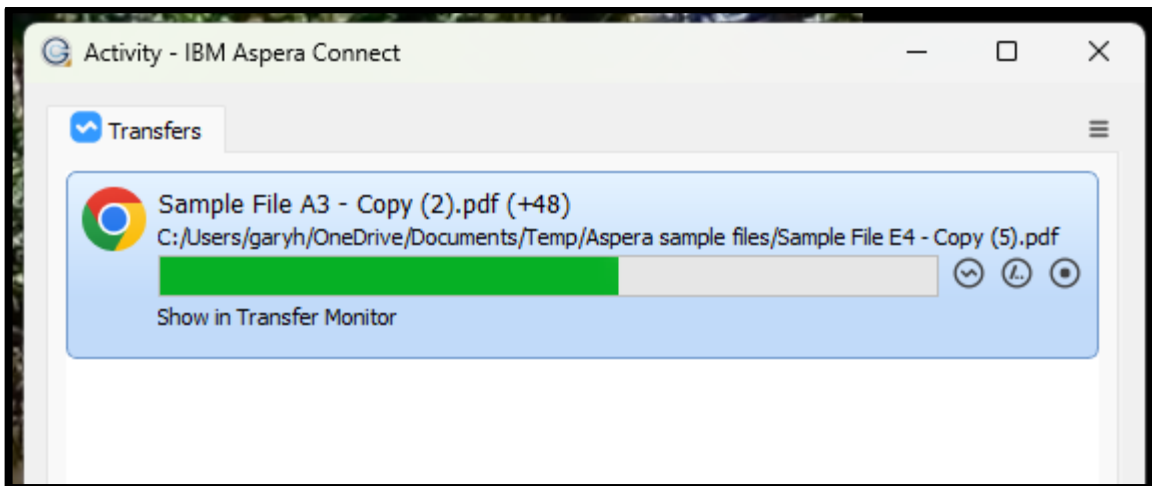 Activity - IBM Aspera Connect
Transfers
Sample File A3 - Copy (2).pdf (+48)
C:/Users/garyh/OneDrive/Documents/Temp/Aspera sample files/Sample File E4 - Copy (5).pdf
Show in Transfer Monitor